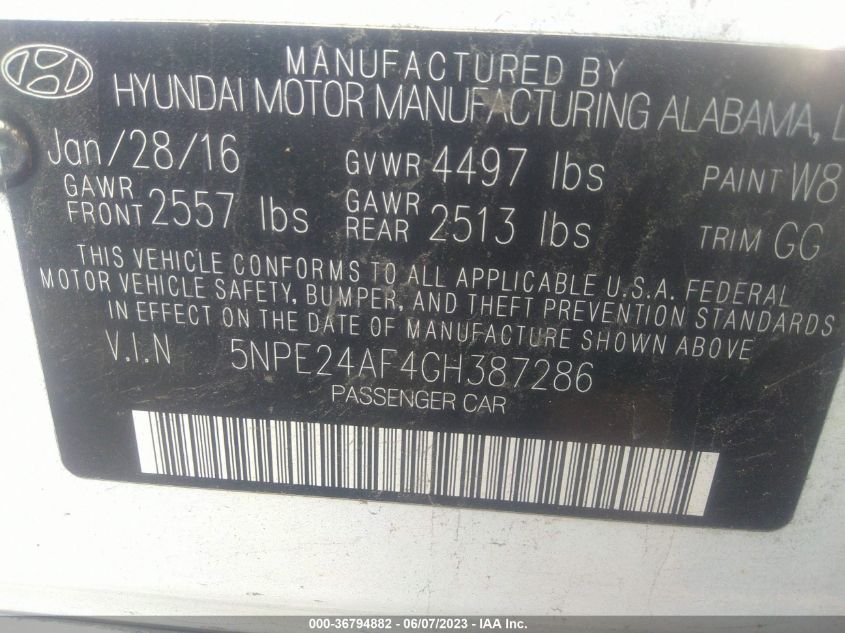 MANUFACTURED BY
HYUNDAI MOTOR MANUFACTURING ALABAMA, L
Jan/28/16 GVWR 4497 lbs PAINT W8
GAWR FRONT 2557 lbs GAWR REAR 2513 lbs TRIM GG
THIS VEHICLE CONFORMS TO ALL APPLICABLE U.S.A. FEDERAL
MOTOR VEHICLE SAFETY, BUMPER, AND THEFT PREVENTION STANDARDS
IN EFFECT ON THE DATE OF MANUFACTURE SHOWN ABOVE
V.I.N 5NPE24AF4GH387286
PASSENGER CAR
000-36794882 - 06/07/2023 - IAAI.COM